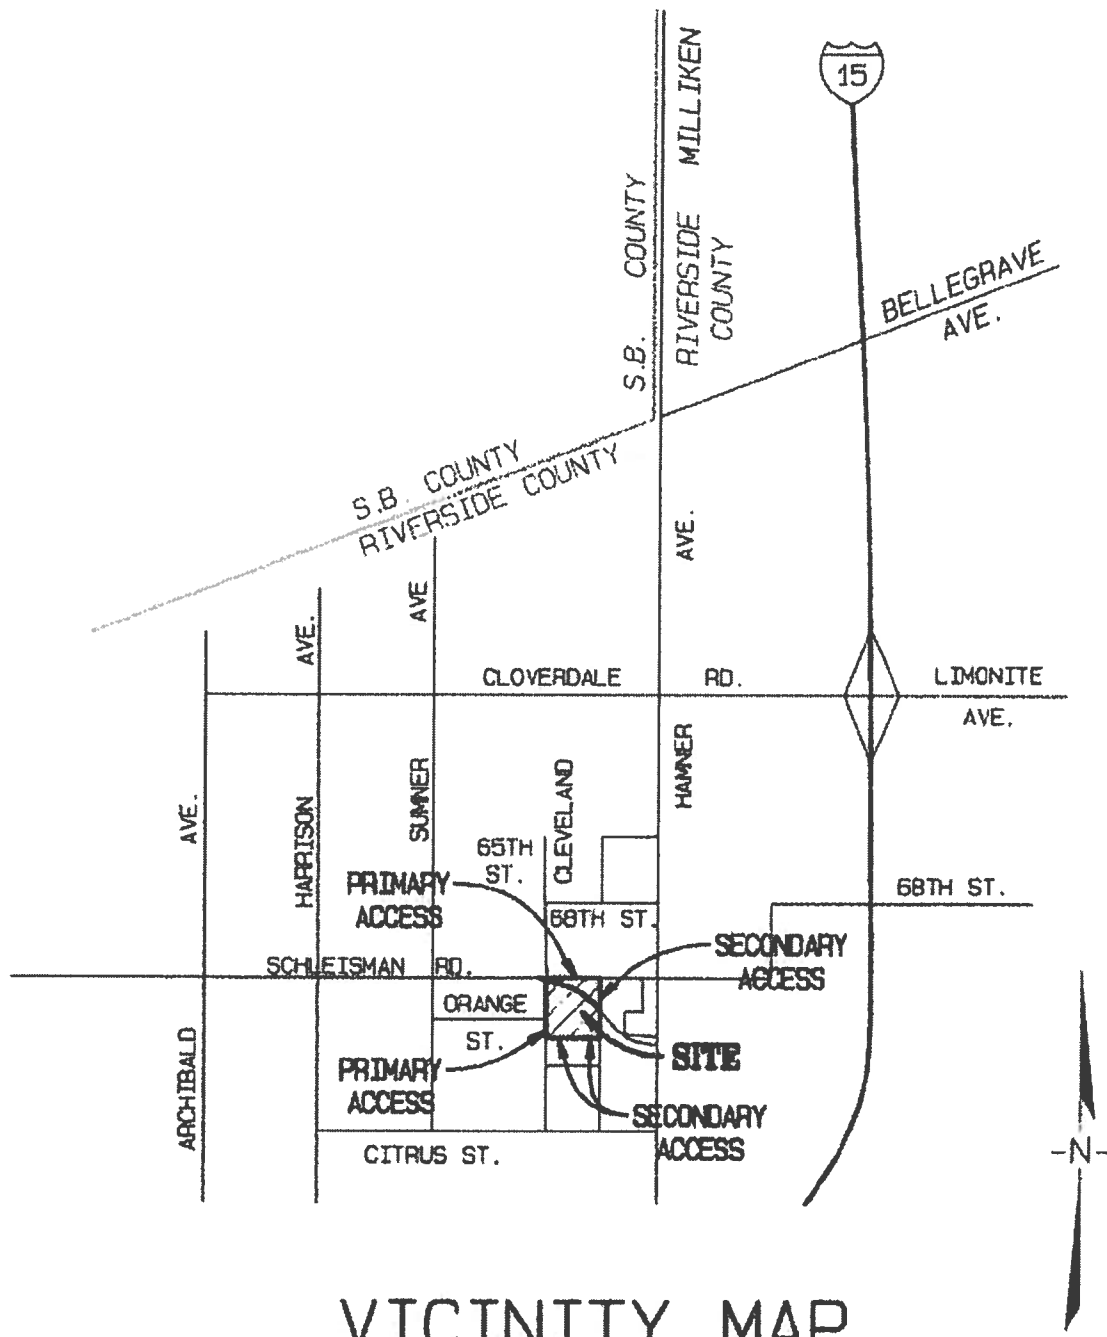 15
MILLIKEN
S.B. COUNTY
RIVERSIDE
COUNTY
BELLEGRAVE
AVE.
S.B. COUNTY
RIVERSIDE COUNTY
AVE.
AVE
AVE.
CLOVERDALE RD.
LIMONITE
AVE.
HAMNER
CLEVELAND
SUMNER
HARRISON
AVE.
65TH
ST.
PRIMARY
ACCESS
68TH ST.
68TH ST.
SECONDARY
ACCESS
SCHLEISMAN RD.
ORANGE
ST.
SITE
PRIMARY
ACCESS
ARCHIBALD
SECONDARY
ACCESS
CITRUS ST.
-N-
VICINITY MAP